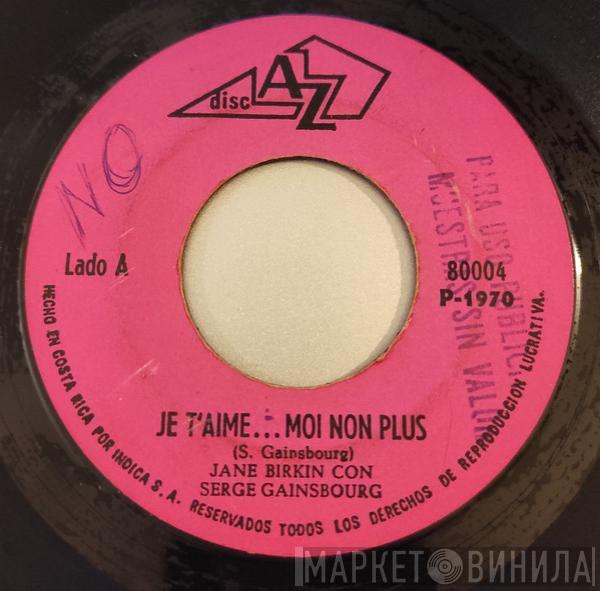 disc AZ
NO
Lado A
80004
P-1970
PARA USO PUBLIC
MUESTRAS SIN VALOR
JE T'AIME...MOI NON PLUS
(S. Gainsbourg)
JANE BIRKIN CON
SERGE GAINSBOURG
HECHO EN COSTA RICA POR INDICA S. A. RESERVADOS TODOS LOS DERECHOS DE REPRODUCCION LUCRATIVA.
МАРКЕТ ВИНИЛА